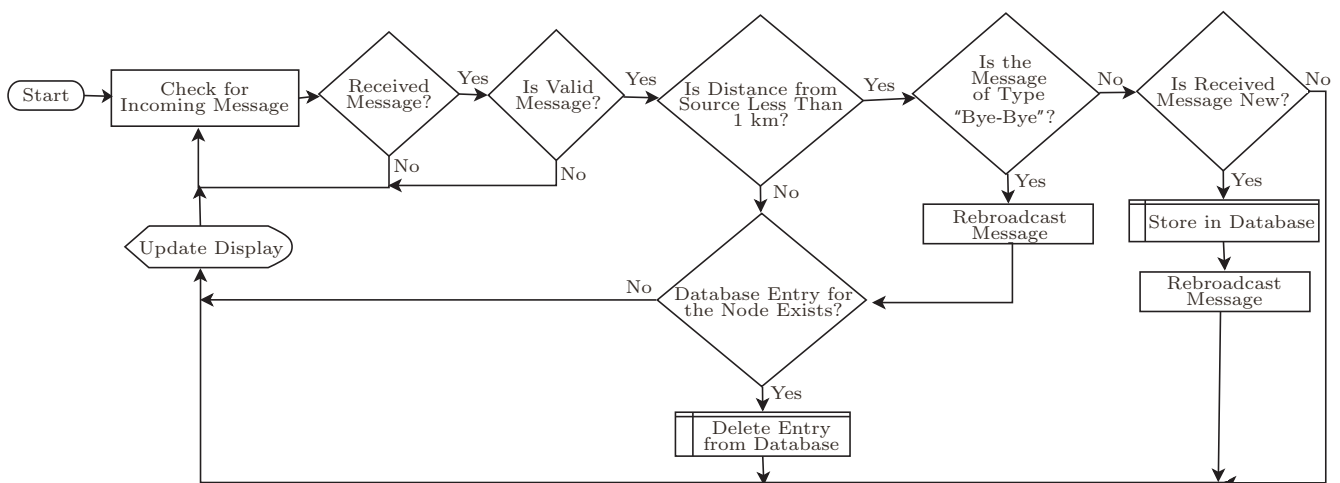 Start
Check for
Incoming Message
Received
Message?
Yes
No
Is Valid
Message?
Yes
No
Is Distance from
Source Less Than
1 km?
Yes
No
Is the
Message
of Type
“Bye-Bye”?
No
Yes
Is Received
Message New?
No
Yes
Rebroadcast
Message
Store in Database
Rebroadcast
Message
Update Display
Database Entry for
the Node Exists?
No
Yes
Delete Entry
from Database